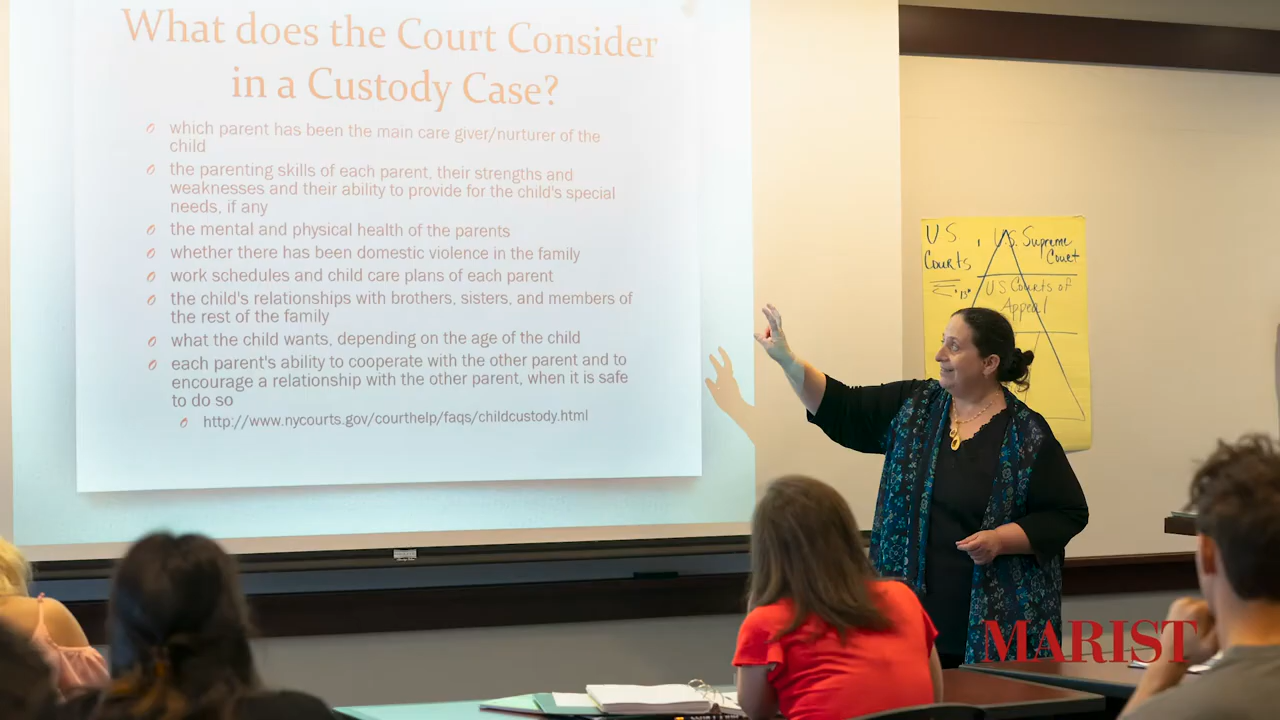 What does the Court Consider
in a Custody Case?
which parent has been the main care giver/nurturer of the
child
the parenting skills of each parent, their strengths and
weaknesses and their ability to provide for the child's special
needs, if any
the mental and physical health of the parents
whether there has been domestic violence in the family
work schedules and child care plans of each parent
the child's relationships with brothers, sisters, and members of
the rest of the family
what the child wants, depending on the age of the child
each parent's ability to cooperate with the other parent and to
encourage a relationship with the other parent, when it is safe
to do so
http://www.nycourts.gov/courthelp/faqs/childcustody.html
US
Courts
U.S. Supreme
Court
US Courts of
Appeal
MARIST